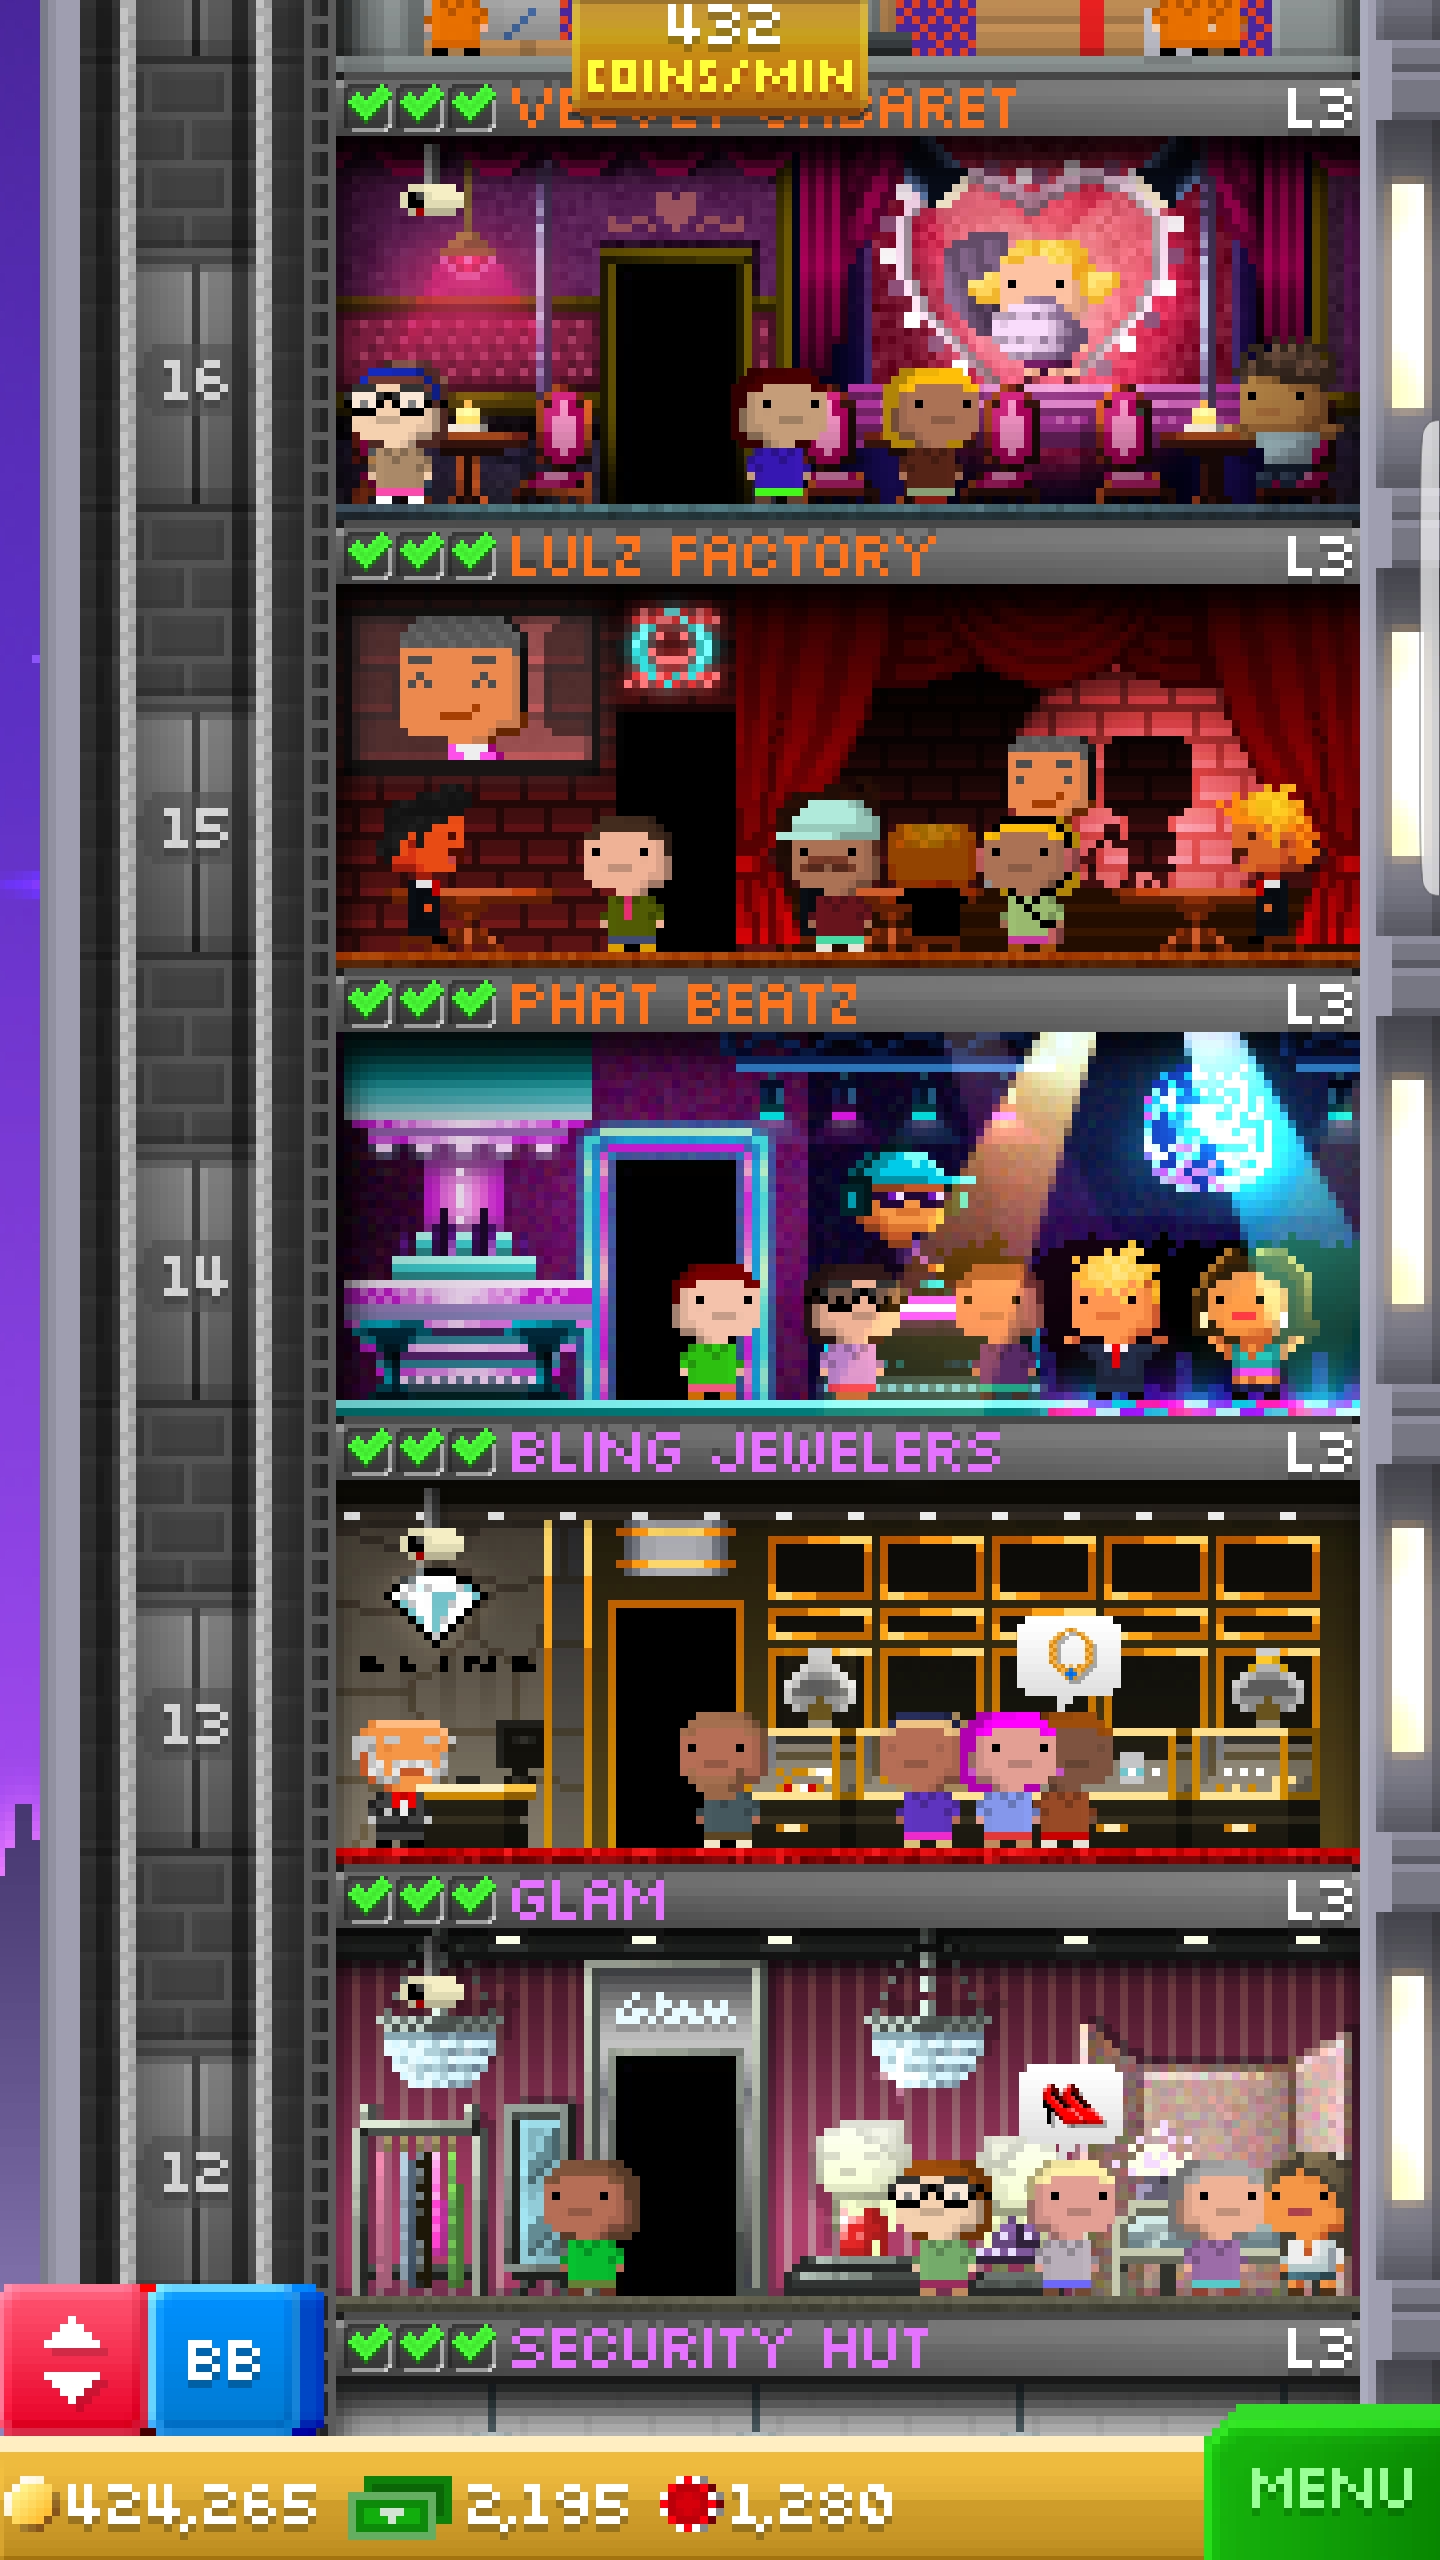 432
COINS/MIN
L3
16
LULZ FACTORY L3
15
PHAT BEATZ L3
14
BLING JEWELERS L3
13
GLAM L3
Glam
12
SECURITY HUT L3
BB
424,265 2,195 1,280
MENU